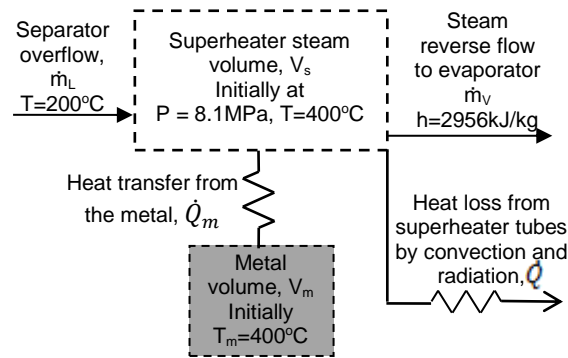 Separator
overflow,
ṁL
T=200°C
Superheater steam
volume, Vs
Initially at
P = 8.1MPa, T=400°C
Steam
reverse flow
to evaporator
ṁV
h=2956kJ/kg
Heat transfer from
the metal, Q̇m
Metal
volume, Vm
Initially
Tm=400°C
Heat loss from
superheater tubes
by convection and
radiation, Q̇